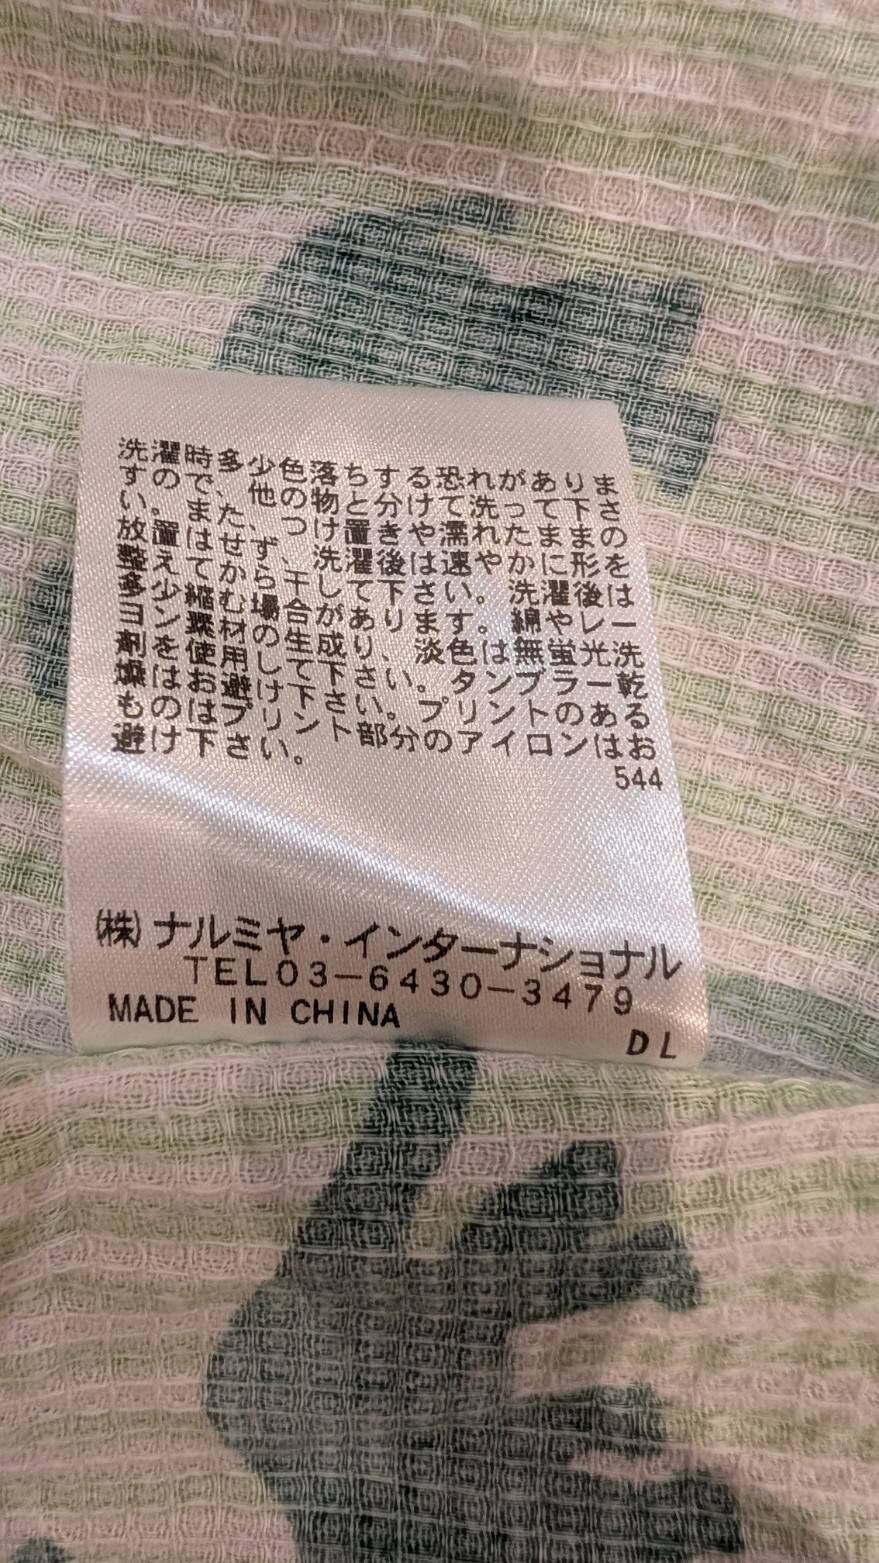 洗濯時多少色落ちする恐れがありま
すので、他の物と分けて洗って下さ
い。また、つけ置きや濡れたままの
放置はせず、洗濯後は速やかに形を
整えてから干して下さい。洗濯後は
多少縮む場合があります。綿やレー
ヨン素材の生成り、淡色は無蛍光洗
剤を使用して下さい。タンブラー乾
燥はお避け下さい。プリントのある
ものはプリント部分のアイロンはお
避け下さい。
544
㈱ナルミヤ・インターナショナル
TEL03-6430-3479
MADE IN CHINA
DL